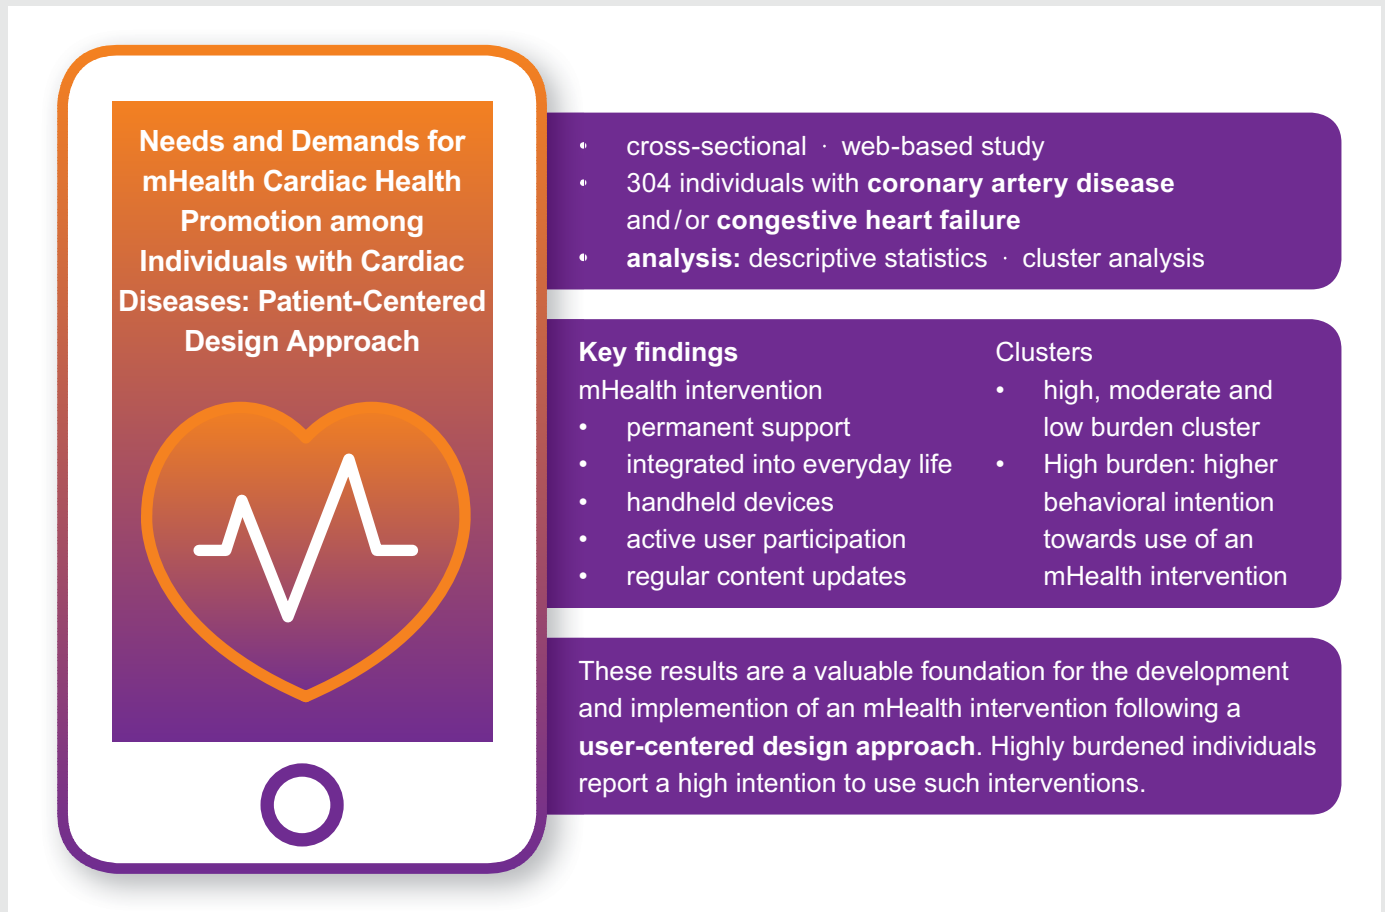 Needs and Demands for
mHealth Cardiac Health
Promotion among
Individuals with Cardiac
Diseases: Patient-Centered
Design Approach
• cross-sectional · web-based study
• 304 individuals with coronary artery disease
and/or congestive heart failure
• analysis: descriptive statistics · cluster analysis
Key findings
mHealth intervention
• permanent support
• integrated into everyday life
• handheld devices
• active user participation
• regular content updates
Clusters
• high, moderate and
low burden cluster
• High burden: higher
behavioral intention
towards use of an
mHealth intervention
These results are a valuable foundation for the development
and implemention of an mHealth intervention following a
user-centered design approach. Highly burdened individuals
report a high intention to use such interventions.